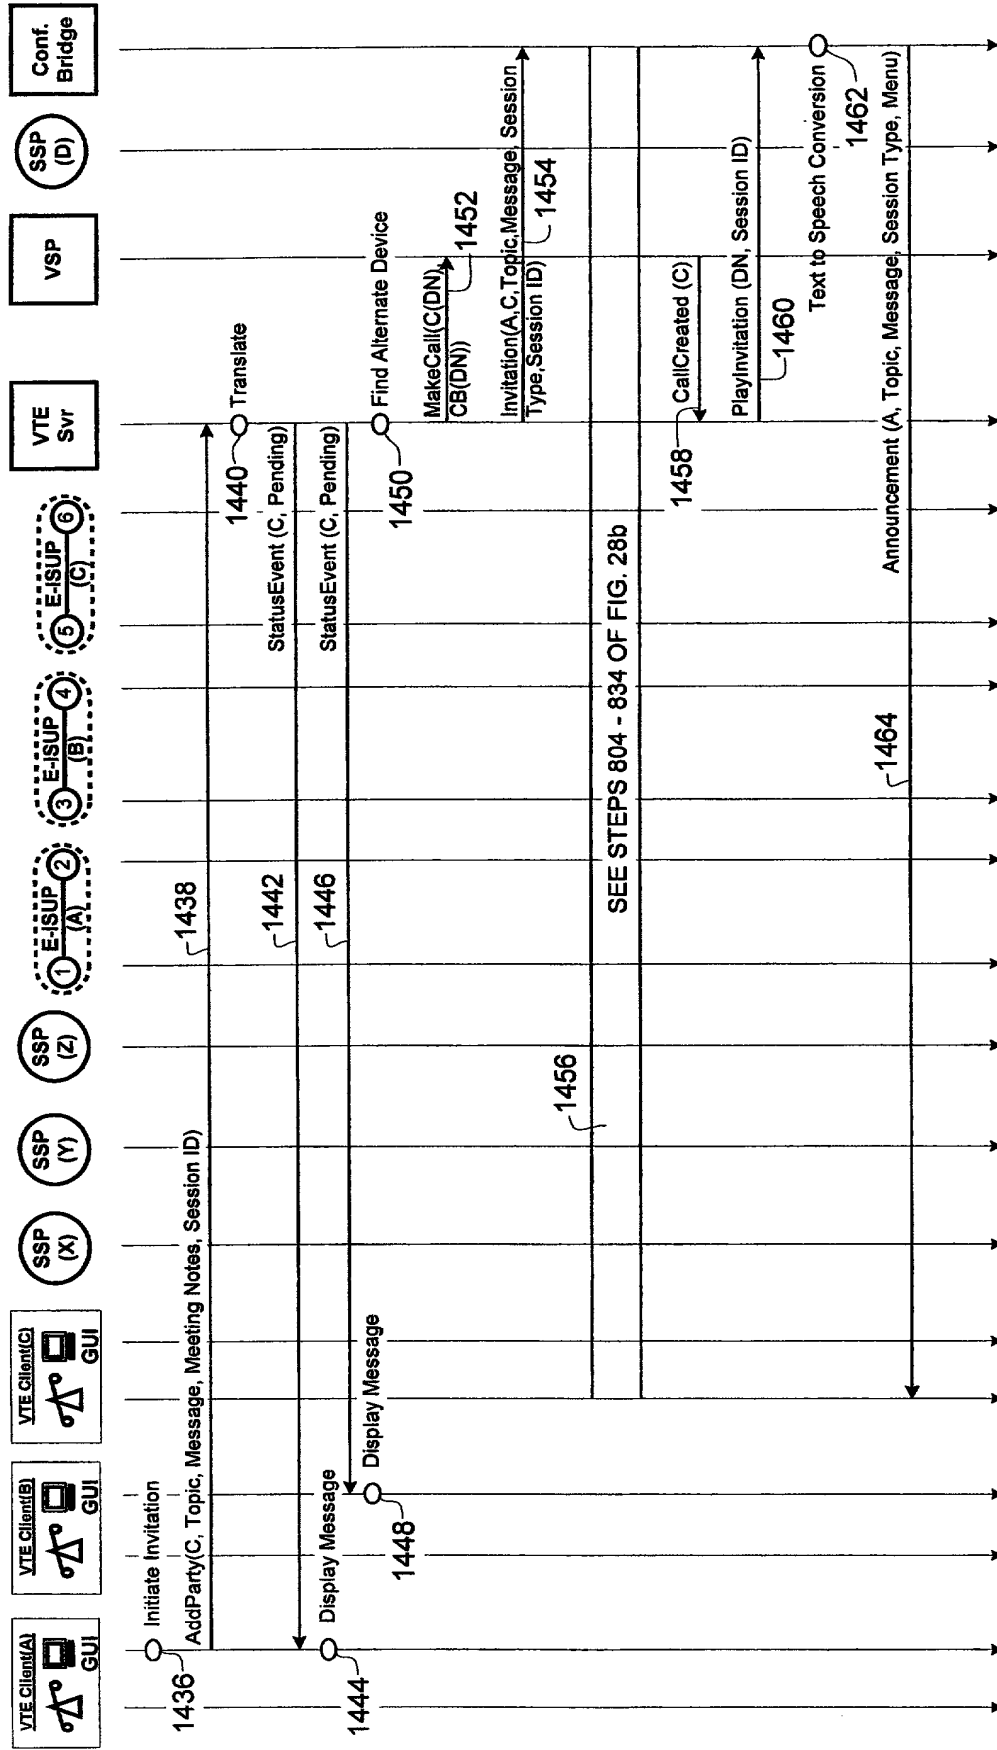 VTE Client(A)
GUI
VTE Client(B)
GUI
VTE Client(C)
GUI
SSP
(X)
SSP
(Y)
SSP
(Z)
1
E-ISUP
(A)
2
3
E-ISUP
(B)
4
5
E-ISUP
(C)
6
VTE
Svr
VSP
SSP
(D)
Conf.
Bridge
Initiate Invitation
1436
AddParty(C, Topic, Message, Meeting Notes, Session ID)
1438
Translate
1440
StatusEvent (C, Pending)
1442
Display Message
1444
StatusEvent (C, Pending)
1446
Display Message
1448
Find Alternate Device
1450
MakeCall(C(DN),
CB(DN))
1452
Invitation(A,C,Topic,Message, Session
Type,Session ID)
1454
SEE STEPS 804 - 834 OF FIG. 28b
1456
CallCreated (C)
1458
PlayInvitation (DN, Session ID)
1460
Text to Speech Conversion
1462
Announcement (A, Topic, Message, Session Type, Menu)
1464